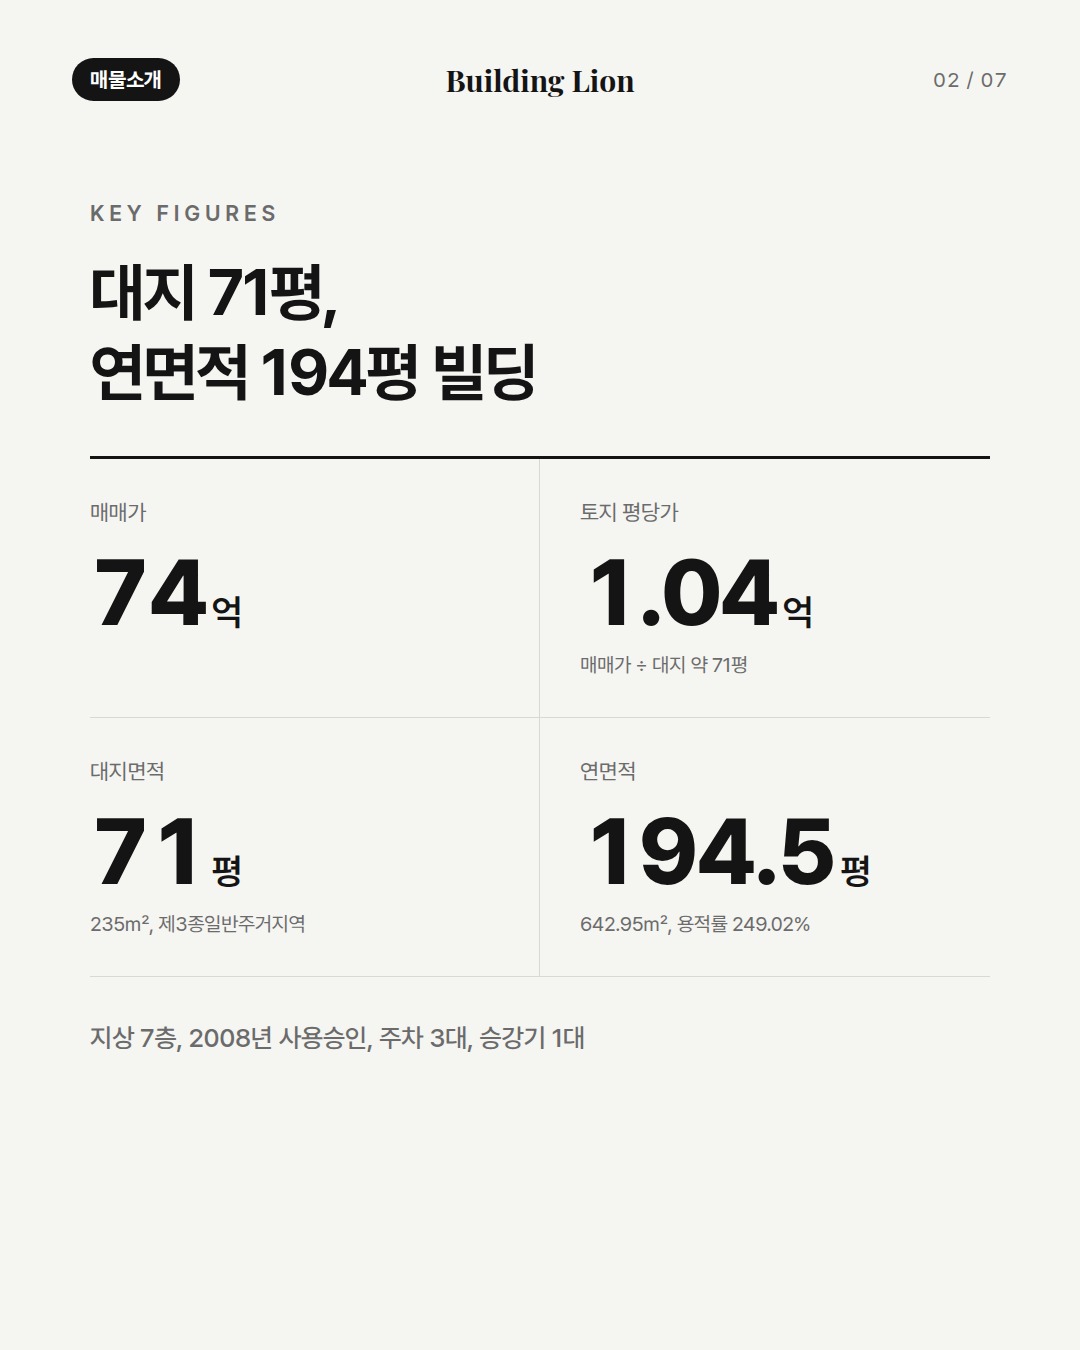 매물소개
Building Lion
02 / 07
KEY FIGURES
대지 71평,
연면적 194평 빌딩
매매가
74억
토지 평당가
1.04억
매매가 ÷ 대지 약 71평
대지면적
71평
235m², 제3종일반주거지역
연면적
194.5평
642.95m², 용적률 249.02%
지상 7층, 2008년 사용승인, 주차 3대, 승강기 1대